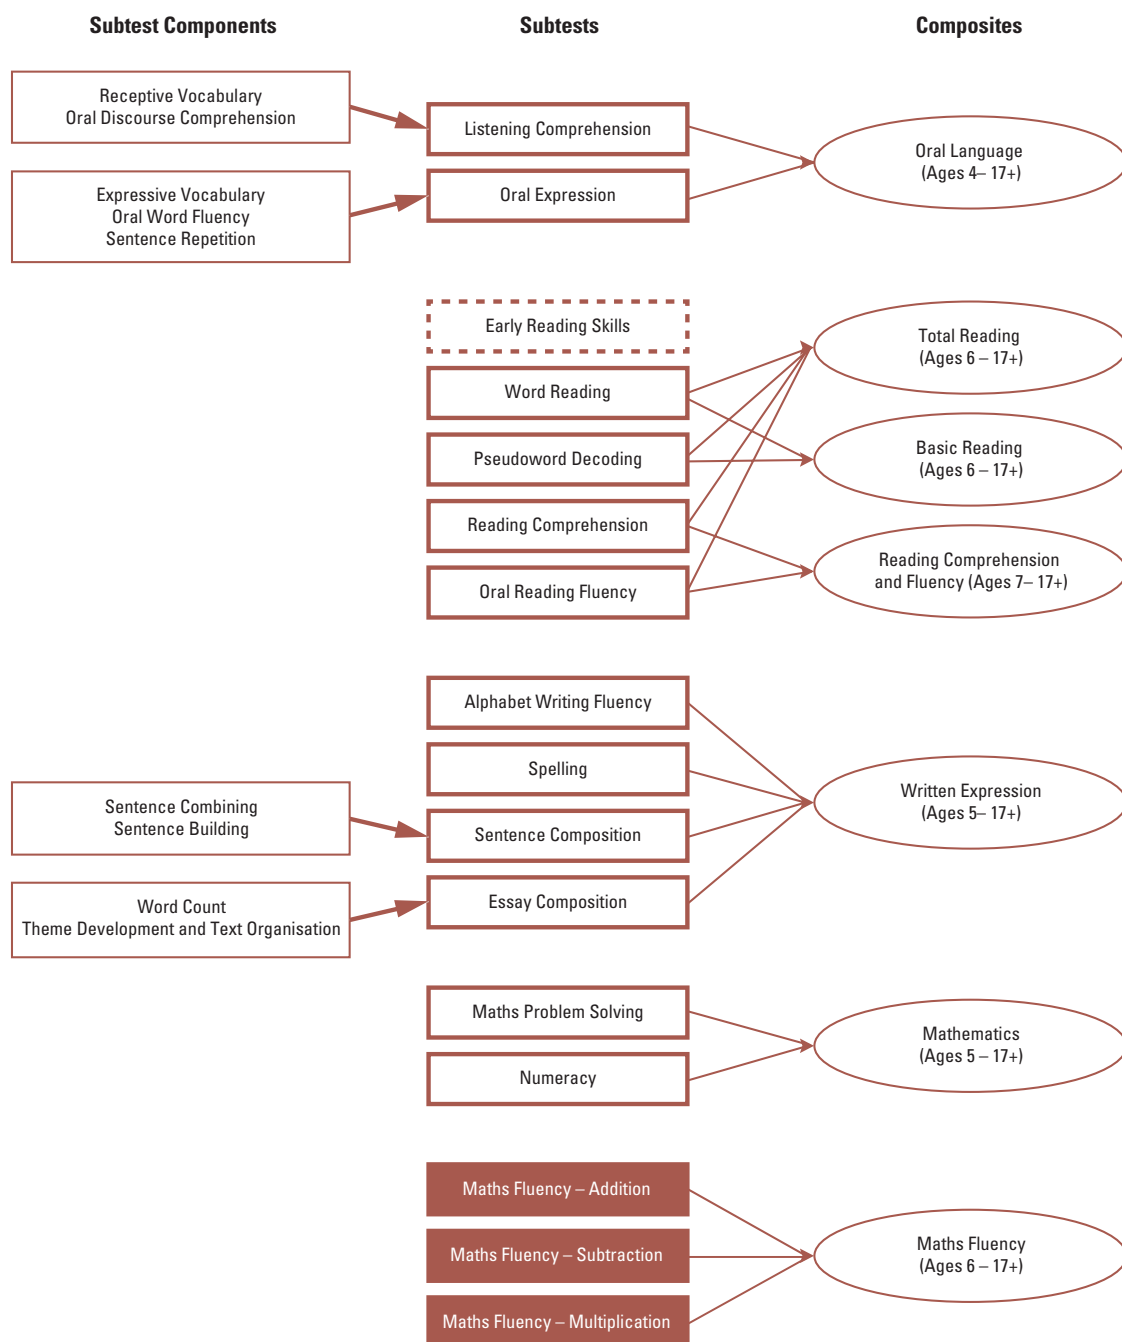 Subtest Components
Subtests
Composites
Receptive Vocabulary
Oral Discourse Comprehension
Listening Comprehension
Oral Language
(Ages 4– 17+)
Expressive Vocabulary
Oral Word Fluency
Sentence Repetition
Oral Expression
Early Reading Skills
Total Reading
(Ages 6 – 17+)
Word Reading
Pseudoword Decoding
Basic Reading
(Ages 6 – 17+)
Reading Comprehension
Reading Comprehension
and Fluency (Ages 7– 17+)
Oral Reading Fluency
Alphabet Writing Fluency
Spelling
Written Expression
(Ages 5– 17+)
Sentence Combining
Sentence Building
Sentence Composition
Word Count
Theme Development and Text Organisation
Essay Composition
Maths Problem Solving
Mathematics
(Ages 5 – 17+)
Numeracy
Maths Fluency – Addition
Maths Fluency – Subtraction
Maths Fluency
(Ages 6 – 17+)
Maths Fluency – Multiplication